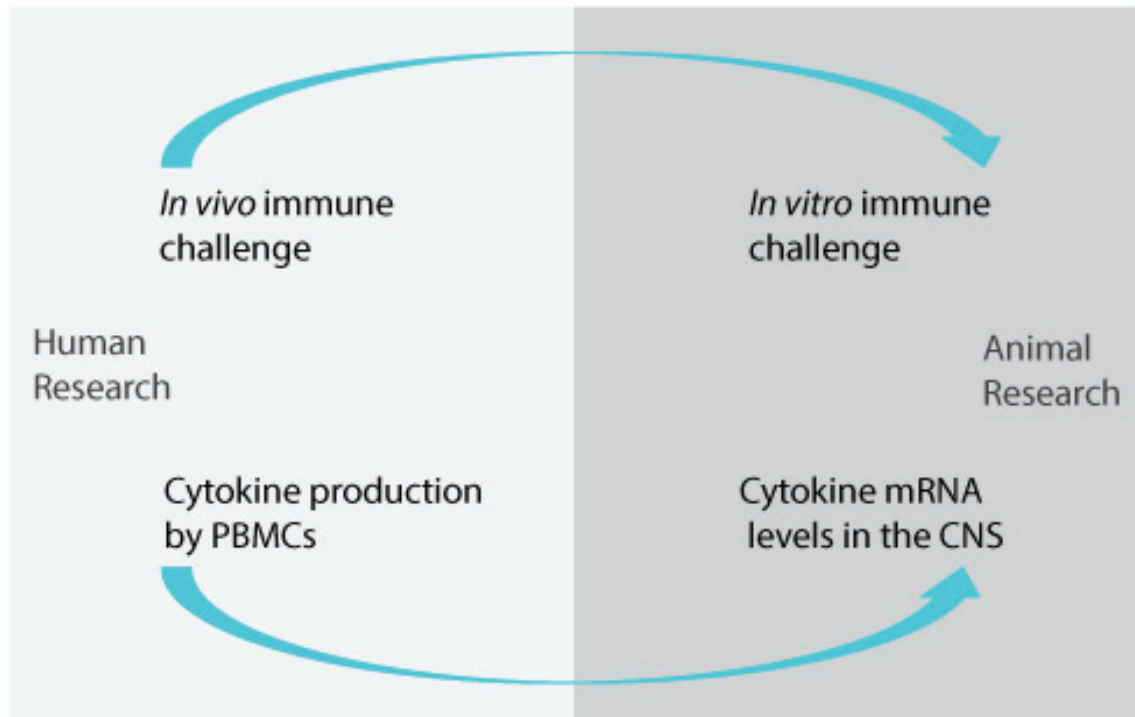 In vivo immune
challenge
In vitro immune
challenge
Human
Research
Animal
Research
Cytokine production
by PBMCs
Cytokine mRNA
levels in the CNS